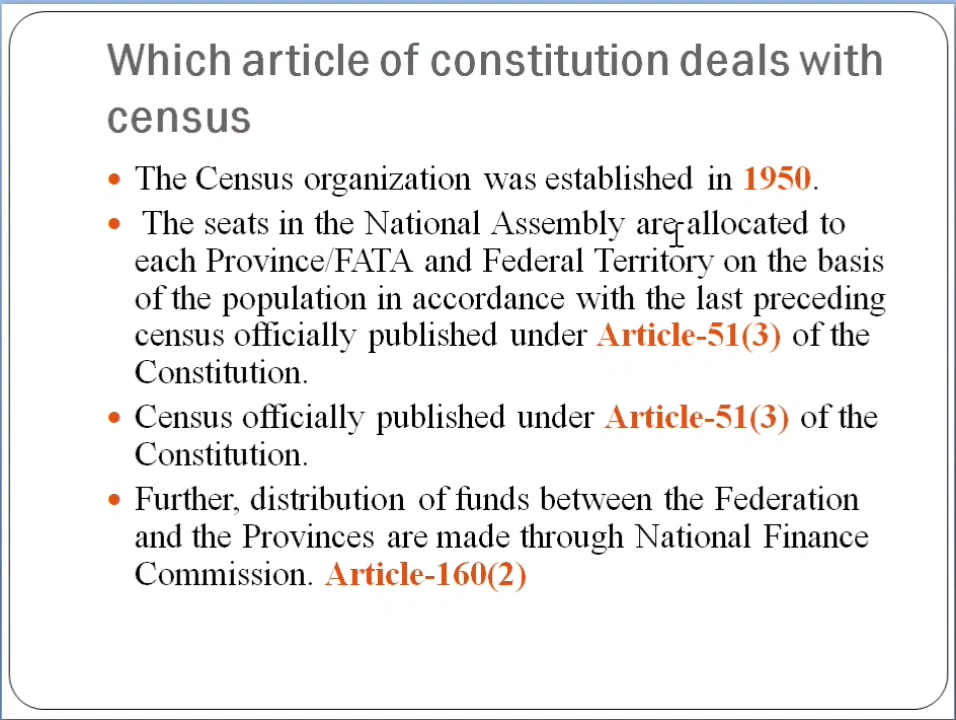 Which article of constitution deals with
census
• The Census organization was established in 1950.
• The seats in the National Assembly are allocated to
each Province/FATA and Federal Territory on the basis
of the population in accordance with the last preceding
census officially published under Article-51(3) of the
Constitution.
• Census officially published under Article-51(3) of the
Constitution.
• Further, distribution of funds between the Federation
and the Provinces are made through National Finance
Commission. Article-160(2)